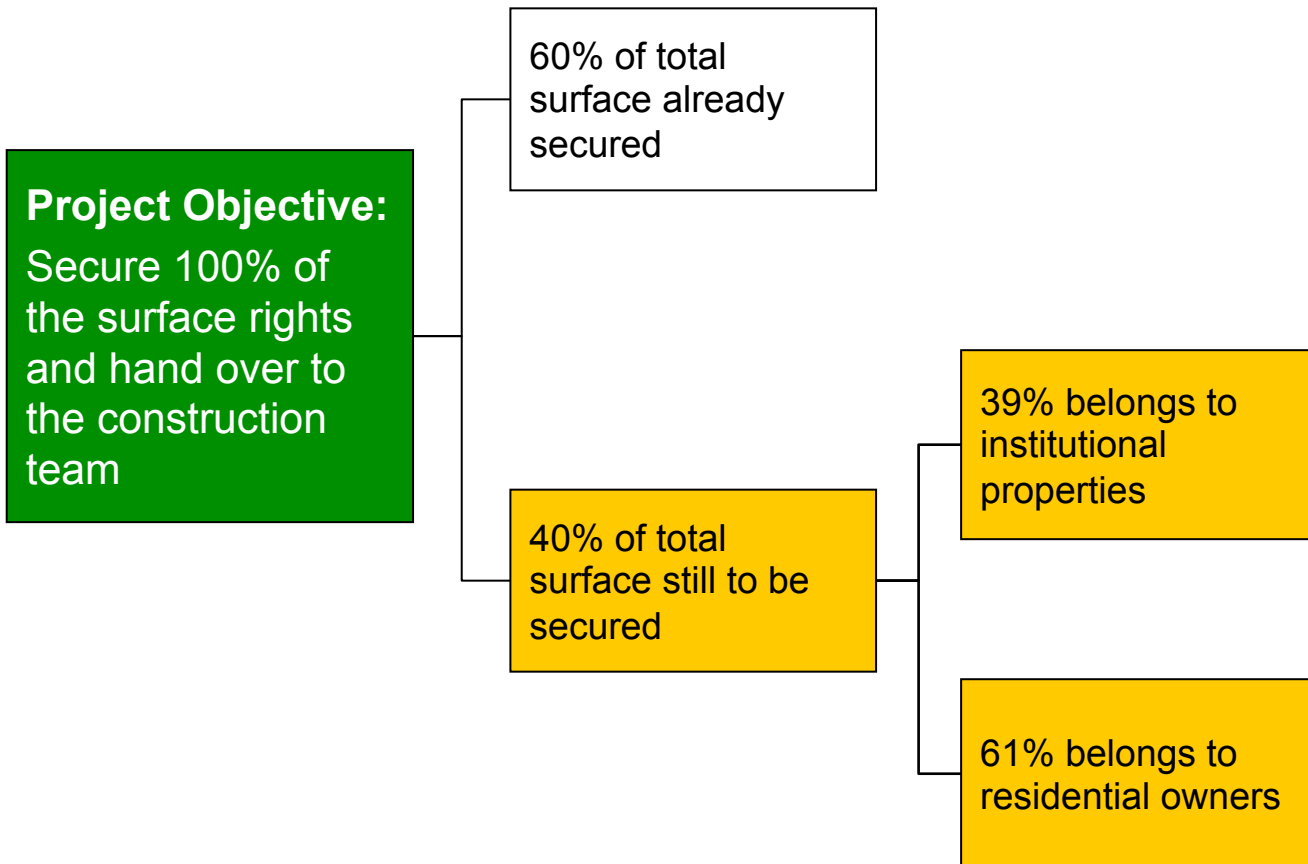 Project Objective:
Secure 100% of
the surface rights
and hand over to
the construction
team
60% of total
surface already
secured
40% of total
surface still to be
secured
39% belongs to
institutional
properties
61% belongs to
residential owners